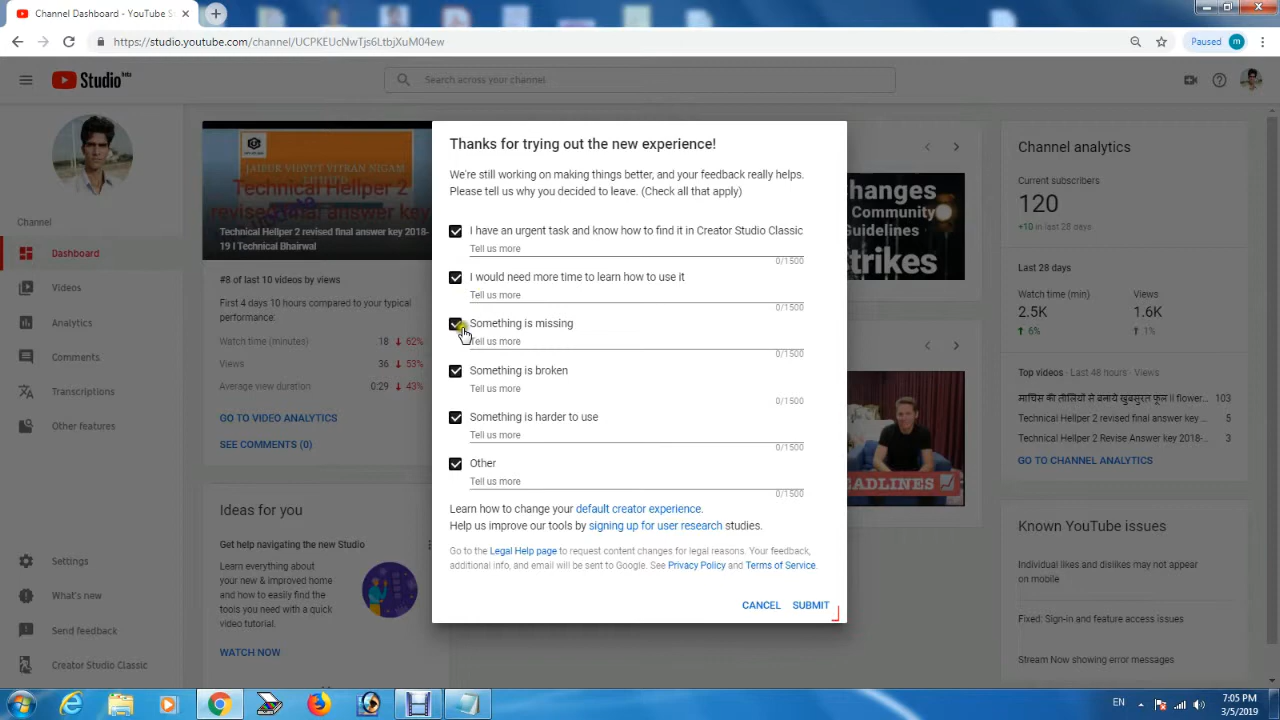 Channel Dashboard - YouTube S
https://studio.youtube.com/channel/UCPKEUcNwTjs6LtbjXuM04ew
Paused
m
Studio beta
Search across your channel
Channel
Dashboard
Videos
Analytics
Comments
Transcriptions
Other features
Settings
What's new
Send feedback
Creator Studio Classic
JAIPUR VIDYUT VITRAN NIGAM
Technical Hellper 2
revised final answer key
Technical Hellper 2 revised final answer key 2018-
19 I Technical Bhairwal
#8 of last 10 videos by views
First 4 days 10 hours compared to your typical
performance:
Watch time (minutes) 18 62%
Views 36 53%
Average view duration 0:29 43%
GO TO VIDEO ANALYTICS
SEE COMMENTS (0)
Ideas for you
Get help navigating the new Studio
Learn everything about
your new & improved home
and how to easily find the
tools you need with a quick
video tutorial.
WATCH NOW
Thanks for trying out the new experience!
We're still working on making things better, and your feedback really helps.
Please tell us why you decided to leave. (Check all that apply)
I have an urgent task and know how to find it in Creator Studio Classic
Tell us more
0/1500
I would need more time to learn how to use it
Tell us more
0/1500
Something is missing
Tell us more
0/1500
Something is broken
Tell us more
0/1500
Something is harder to use
Tell us more
0/1500
Other
Tell us more
0/1500
Learn how to change your default creator experience.
Help us improve our tools by signing up for user research studies.
Go to the Legal Help page to request content changes for legal reasons. Your feedback,
additional info, and email will be sent to Google. See Privacy Policy and Terms of Service.
CANCEL SUBMIT
hanges
Community
uidelines
trikes
EADLINES
Channel analytics
Current subscribers
120
+10 in last 28 days
Last 28 days
Watch time (min) Views
2.5K 1.6K
6% 1%
Top videos · Last 48 hours · Views
माचिस की तीलियों से बनाये खुबसुरत फूल ll flower... 103
Technical Hellper 2 revised final answer key ... 5
Technical Hellper 2 Revise Answer key 2018-... 3
GO TO CHANNEL ANALYTICS
Known YouTube issues
Individual likes and dislikes may not appear
on mobile
Fixed: Sign-in and feature access issues
Stream Now showing error messages
EN
7:05 PM
3/5/2019